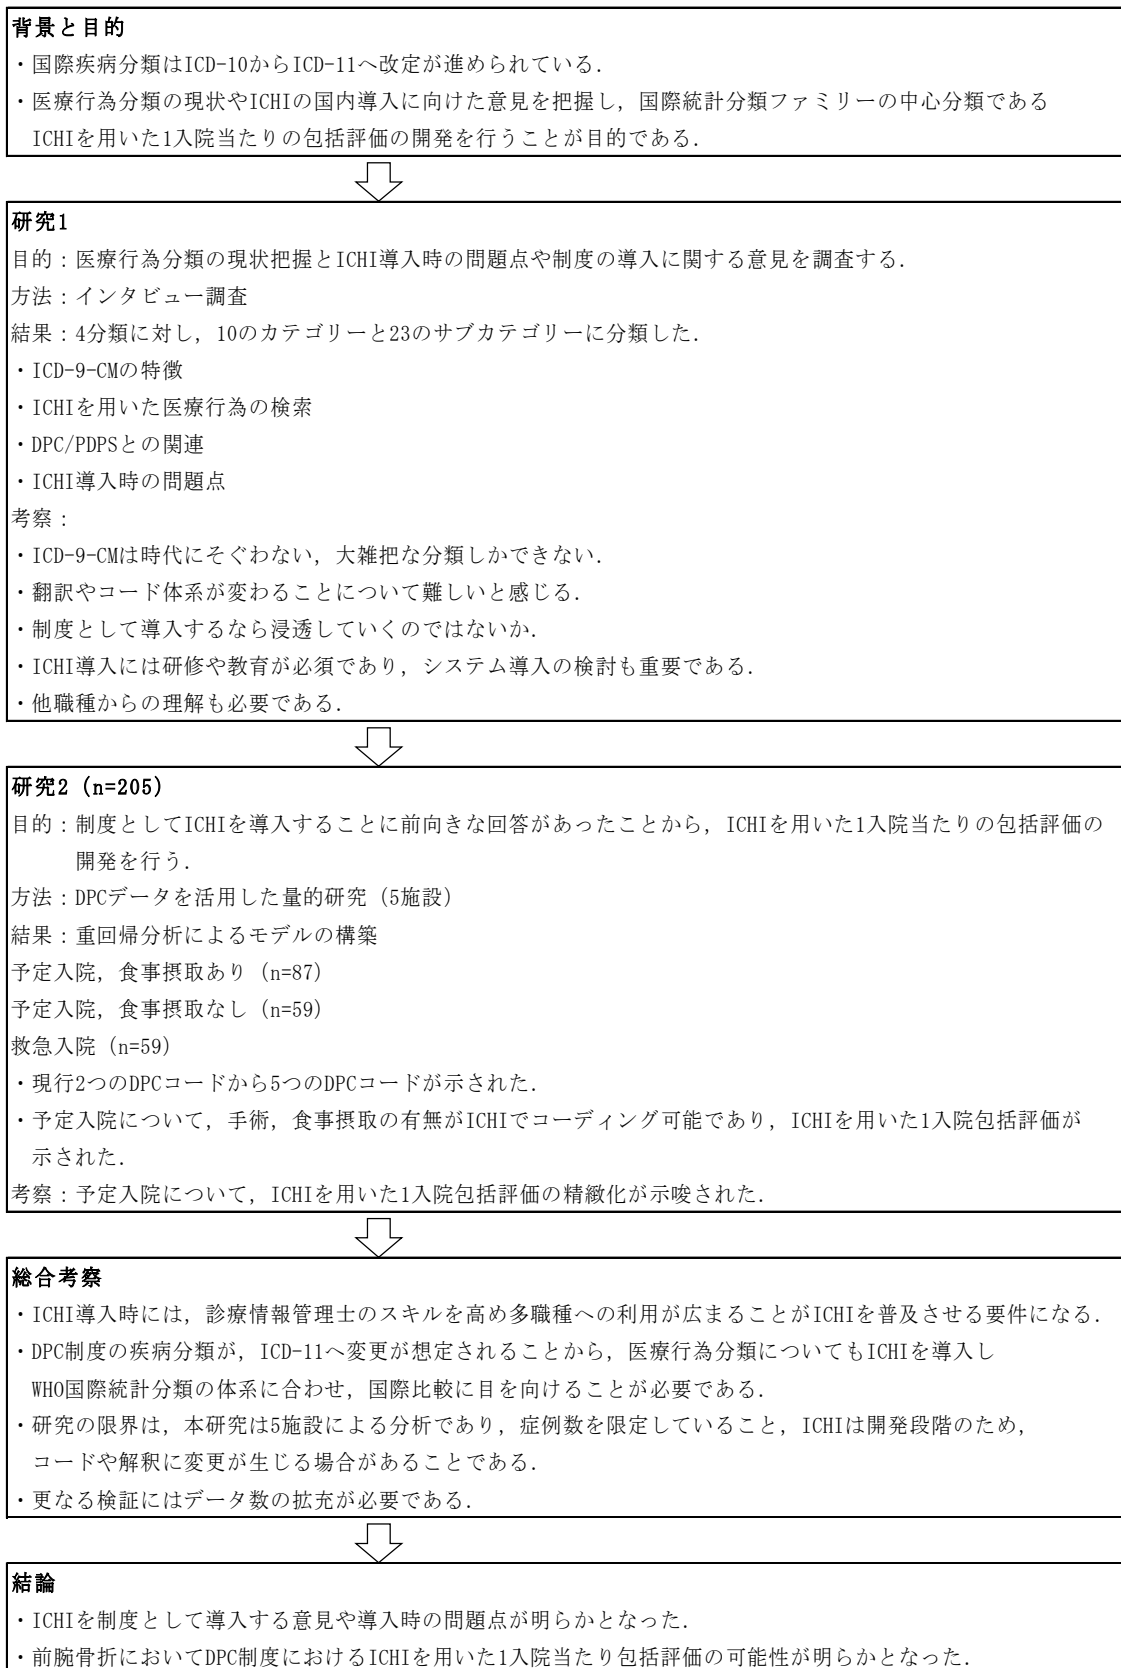 背景と目的
・国際疾病分類はICD-10からICD-11へ改定が進められている．
・医療行為分類の現状やICHIの国内導入に向けた意見を把握し，国際統計分類ファミリーの中心分類である
ICHIを用いた1入院当たりの包括評価の開発を行うことが目的である．
研究1
目的：医療行為分類の現状把握とICHI導入時の問題点や制度の導入に関する意見を調査する．
方法：インタビュー調査
結果：4分類に対し，10のカテゴリーと23のサブカテゴリーに分類した．
・ICD-9-CMの特徴
・ICHIを用いた医療行為の検索
・DPC/PDPSとの関連
・ICHI導入時の問題点
考察：
・ICD-9-CMは時代にそぐわない，大雑把な分類しかできない．
・翻訳やコード体系が変わることについて難しいと感じる．
・制度として導入するなら浸透していくのではないか．
・ICHI導入には研修や教育が必須であり，システム導入の検討も重要である．
・他職種からの理解も必要である．
研究2（n=205）
目的：制度としてICHIを導入することに前向きな回答があったことから，ICHIを用いた1入院当たりの包括評価の
開発を行う．
方法：DPCデータを活用した量的研究（5施設）
結果：重回帰分析によるモデルの構築
予定入院，食事摂取あり（n=87）
予定入院，食事摂取なし（n=59）
救急入院（n=59）
・現行2つのDPCコードから5つのDPCコードが示された．
・予定入院について，手術，食事摂取の有無がICHIでコーディング可能であり，ICHIを用いた1入院包括評価が
示された．
考察：予定入院について，ICHIを用いた1入院包括評価の精緻化が示唆された．
総合考察
・ICHI導入時には，診療情報管理士のスキルを高め多職種への利用が広まることがICHIを普及させる要件になる．
・DPC制度の疾病分類が，ICD-11へ変更が想定されることから，医療行為分類についてもICHIを導入し
WHO国際統計分類の体系に合わせ，国際比較に目を向けることが必要である．
・研究の限界は，本研究は5施設による分析であり，症例数を限定していること，ICHIは開発段階のため，
コードや解釈に変更が生じる場合があることである．
・更なる検証にはデータ数の拡充が必要である．
結論
・ICHIを制度として導入する意見や導入時の問題点が明らかとなった．
・前腕骨折においてDPC制度におけるICHIを用いた1入院当たり包括評価の可能性が明らかとなった．